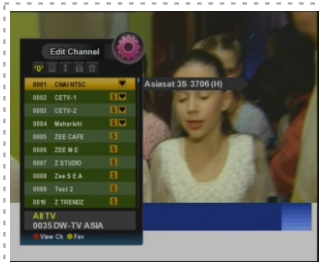 Edit Channel
0001 CNAI NTSC
Asiasat 3S 3706 (H)
0002 CETV-1 S
0003 CETV-3 S
0004 Maharishi S
0005 ZEE CAFE S
0006 ZEE M E S
0007 Z STUDIO S
0008 Zee S E A S
0009 Test 2 S
0010 Z TRENDZ S
All TV
0035 DW-TV ASIA
View Ch Fav